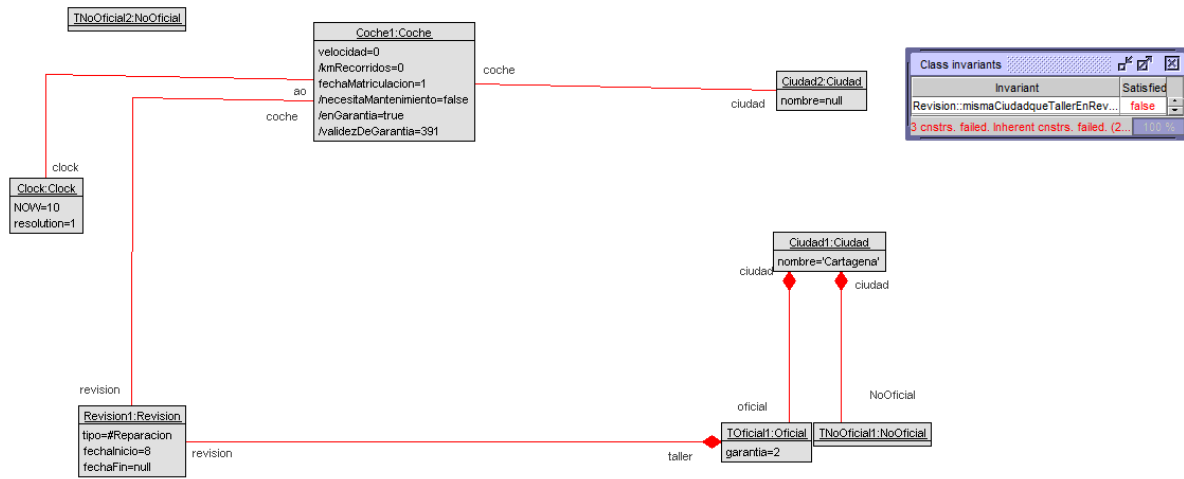 TNoOficial2:NoOficial
Coche1:Coche
velocidad=0
/kmRecorridos=0
fechaMatriculacion=1
/necesitaMantenimiento=false
/enGarantia=true
/validezDeGarantia=391
ao
coche
coche
ciudad
Ciudad2:Ciudad
nombre=null
Class invariants
Invariant Satisfied
Revision::mismaCiudadqueTallerEnRev... false
3 cnstrs. failed. Inherent cnstrs. failed. (2... 100 %
clock
Clock:Clock
NOW=10
resolution=1
Ciudad1:Ciudad
nombre='Cartagena'
ciudad
ciudad
revision
oficial
NoOficial
Revision1:Revision
tipo=#Reparacion
fechaInicio=8
fechaFin=null
revision
taller
TOficial1:Oficial
garantia=2
TNoOficial1:NoOficial